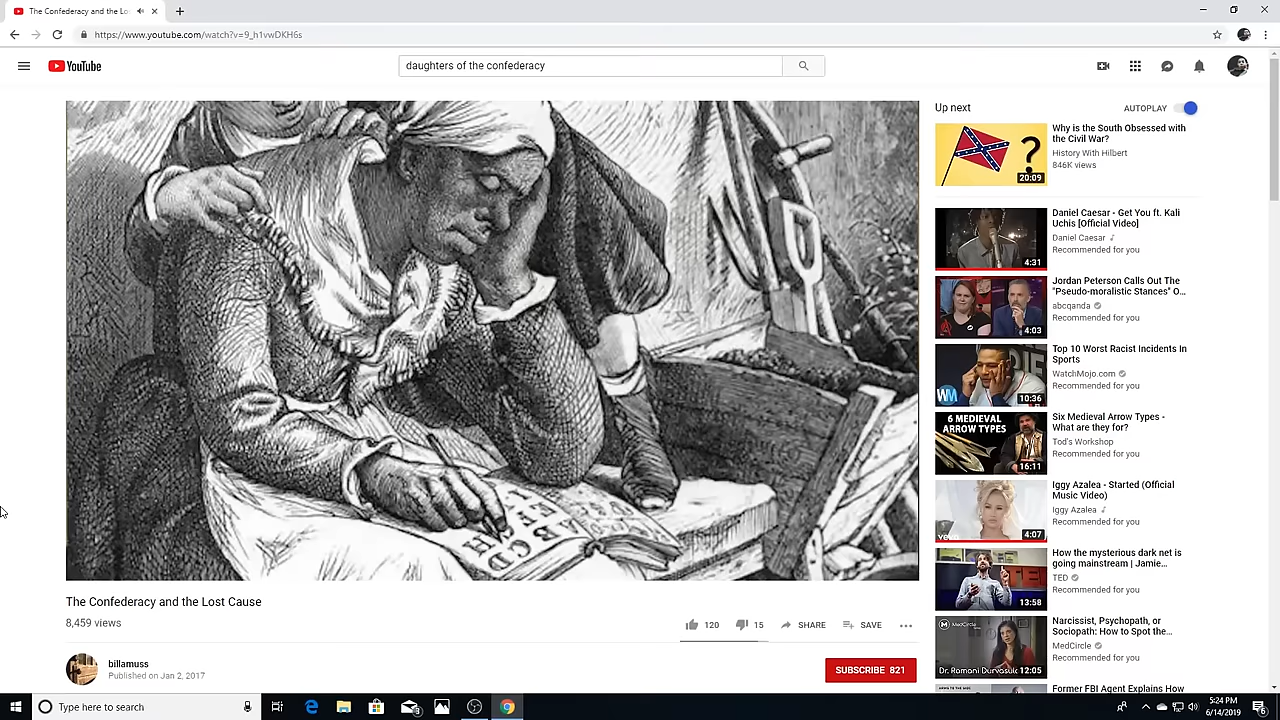 The Confederacy and the Lo
https://www.youtube.com/watch?v=9_h1vwDKH6s
YouTube
daughters of the confederacy
Up next
AUTOPLAY
Why is the South Obsessed with
the Civil War?
History With Hilbert
846K views
?
20:09
Daniel Caesar - Get You ft. Kali
Uchis [Official Video]
Daniel Caesar
Recommended for you
4:31
Jordan Peterson Calls Out The
"Pseudo-moralistic Stances" O...
abcqanda
Recommended for you
4:03
Top 10 Worst Racist Incidents In
Sports
WatchMojo.com
Recommended for you
WM
10:36
6 MEDIEVAL
ARROW TYPES
Six Medieval Arrow Types -
What are they for?
Tod's Workshop
Recommended for you
16:11
Iggy Azalea - Started (Official
Music Video)
Iggy Azalea
Recommended for you
vevo
4:07
How the mysterious dark net is
going mainstream | Jamie...
TED
Recommended for you
13:58
Narcissist, Psychopath, or
Sociopath: How to Spot the...
MedCircle
Recommended for you
MedCircle
Dr. Romani Durvasula
12:05
Former FBI Agent Explains How
ABCD
The Confederacy and the Lost Cause
8,459 views
120
15
SHARE
SAVE
billamuss
Published on Jan 2, 2017
SUBSCRIBE 821
Type here to search
3
5:24 PM
6/14/2019
6